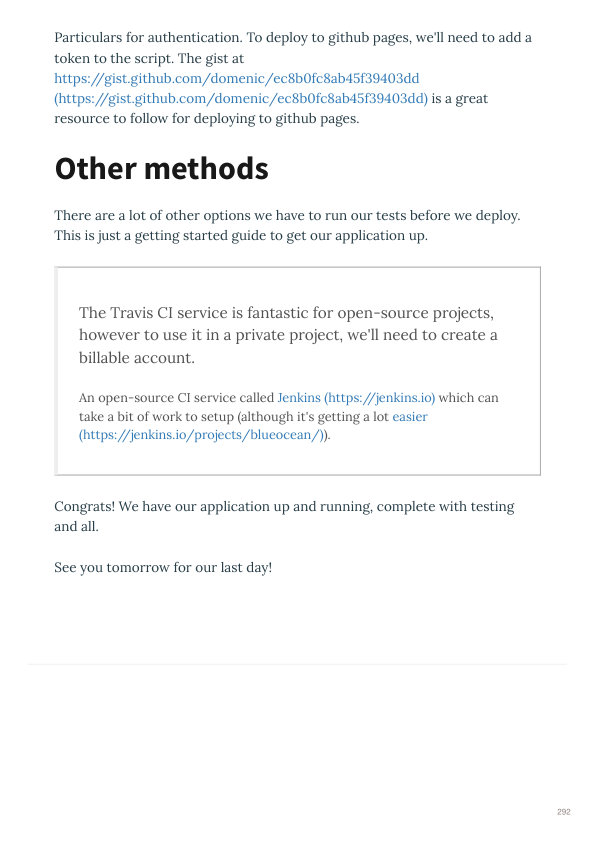 Particulars for authentication. To deploy to github pages, we'll need to add a
token to the script. The gist at
https://gist.github.com/domenic/ec8b0fc8ab45f39403dd
(https://gist.github.com/domenic/ec8b0fc8ab45f39403dd) is a great
resource to follow for deploying to github pages.
Other methods
There are a lot of other options we have to run our tests before we deploy.
This is just a getting started guide to get our application up.
The Travis CI service is fantastic for open-source projects,
however to use it in a private project, we'll need to create a
billable account.
An open-source CI service called Jenkins (https://jenkins.io) which can
take a bit of work to setup (although it's getting a lot easier
(https://jenkins.io/projects/blueocean/)).
Congrats! We have our application up and running, complete with testing
and all.
See you tomorrow for our last day!
292